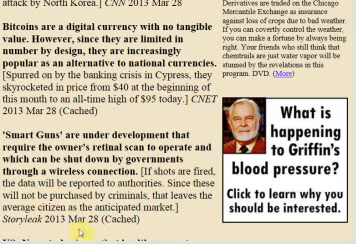 attack by North Korea.] CNN 2013 Mar 28
Bitcoins are a digital currency with no tangible
value. However, since they are limited in
number by design, they are increasingly
popular as an alternative to national currencies.
[Spurred on by the banking crisis in Cypress, they
skyrocketed in price from $40 at the beginning of
this month to an all-time high of $95 today.] CNET
2013 Mar 28 (Cached)
'Smart Guns' are under development that
require the owner's retinal scan to operate and
which can be shut down by governments
through a wireless connection. [If shots are fired,
the data will be reported to authorities. Since these
will not be purchased by criminals, that leaves the
average citizen as the anticipated market.]
Storyleak 2013 Mar 28 (Cached)
Derivatives are traded on the Chicago
Mercantile Exchange as insurance
against loss of crops due to bad weather.
If you can covertly control the weather,
you can make a fortune by always being
right. Your friends who still think that
chemtrails are just water vapor will be
stunned by the revelations in this
program. DVD. (More)
What is
happening
to Griffin's
blood pressure?
Click to learn why you
should be interested.